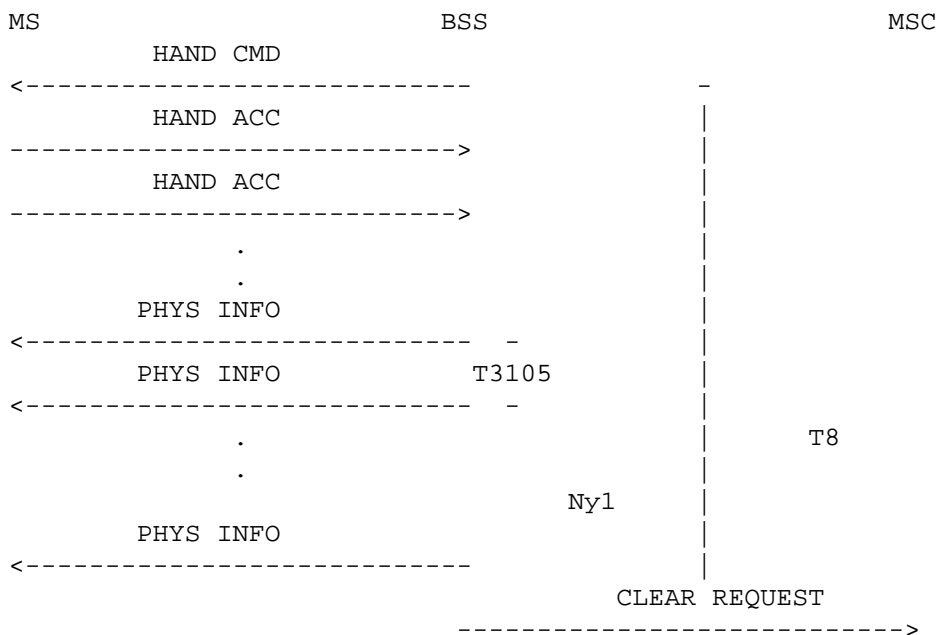 MS BSS MSC
HAND CMD
<---------------------------- -
HAND ACC |
----------------------------> |
HAND ACC |
----------------------------> |
. |
. |
PHYS INFO |
<---------------------------- - |
PHYS INFO T3105 |
<---------------------------- - |
. | T8
. |
Ny1 |
PHYS INFO |
<---------------------------- |
CLEAR REQUEST
---------------------------->